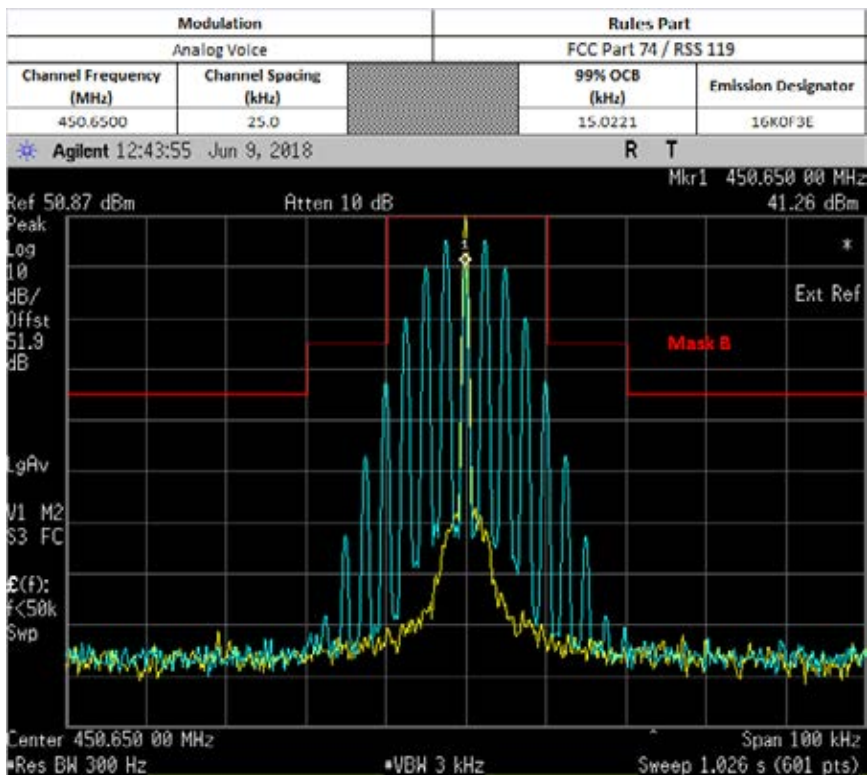 Modulation Rules Part
Analog Voice FCC Part 74 / RSS 119
Channel Frequency (MHz) Channel Spacing (kHz) 99% OCB (kHz) Emission Designator
450.6500 25.0 15.0221 16K0F3E
Agilent 12:43:55 Jun 9, 2018 R T
Mkr1 450.650 00 MHz
Ref 50.87 dBm Atten 10 dB 41.26 dBm
Peak
Log
10
dB/
Offst
51.9
dB
1
*
Ext Ref
Mask B
LgAv
V1 M2
S3 FC
£(f):
f<50k
Swp
Center 450.650 00 MHz Span 100 kHz
*Res BW 300 Hz *VBW 3 kHz Sweep 1.026 s (601 pts)